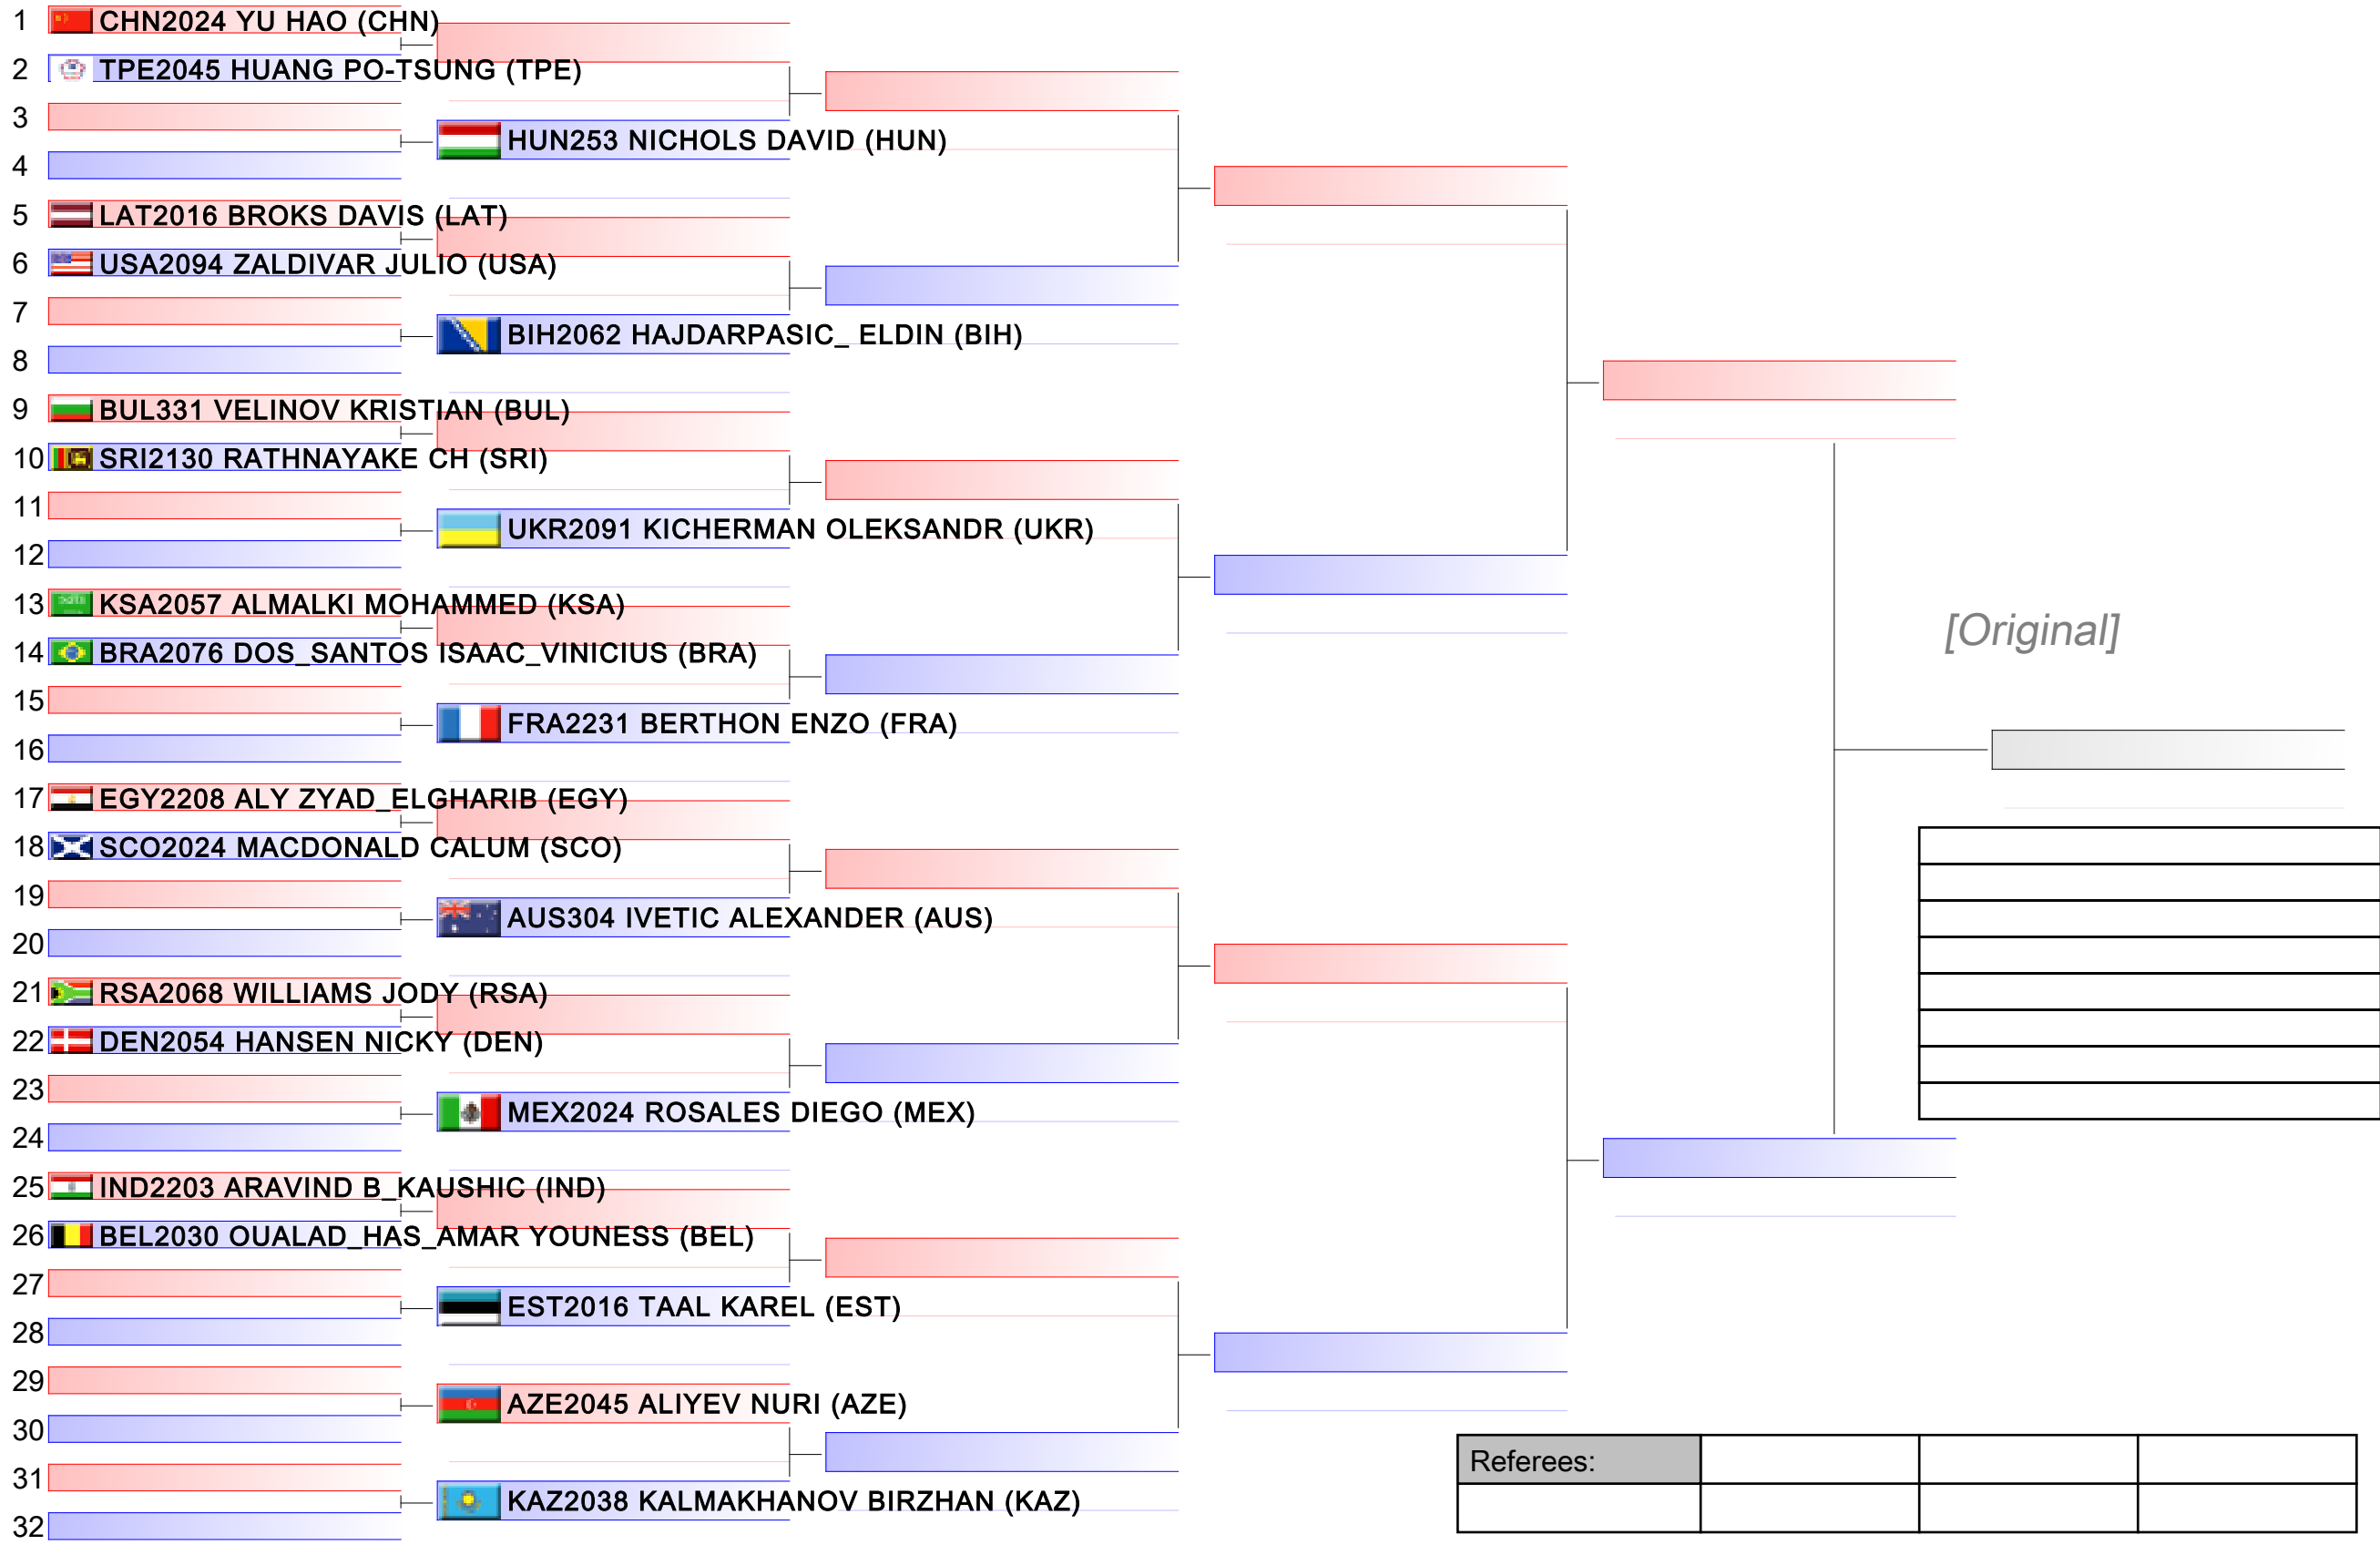 1 CHN2024 YU HAO (CHN)
2 TPE2045 HUANG PO-TSUNG (TPE)
3
HUN253 NICHOLS DAVID (HUN)
4
5 LAT2016 BROKS DAVIS (LAT)
6 USA2094 ZALDIVAR JULIO (USA)
7
BIH2062 HAJDARPASIC_ ELDIN (BIH)
8
9 BUL331 VELINOV KRISTIAN (BUL)
10 SRI2130 RATHNAYAKE CH (SRI)
11
UKR2091 KICHERMAN OLEKSANDR (UKR)
12
13 KSA2057 ALMALKI MOHAMMED (KSA)
[Original]
14 BRA2076 DOS_SANTOS ISAAC_VINICIUS (BRA)
15
FRA2231 BERTHON ENZO (FRA)
16
17 EGY2208 ALY ZYAD_ELGHARIB (EGY)
18 SCO2024 MACDONALD CALUM (SCO)
19
AUS304 IVETIC ALEXANDER (AUS)
20
21 RSA2068 WILLIAMS JODY (RSA)
22 DEN2054 HANSEN NICKY (DEN)
23
MEX2024 ROSALES DIEGO (MEX)
24
25 IND2203 ARAVIND B_KAUSHIC (IND)
26 BEL2030 OUALAD_HAS_AMAR YOUNESS (BEL)
27
EST2016 TAAL KAREL (EST)
28
29
AZE2045 ALIYEV NURI (AZE)
30
Referees:
31
KAZ2038 KALMAKHANOV BIRZHAN (KAZ)
32